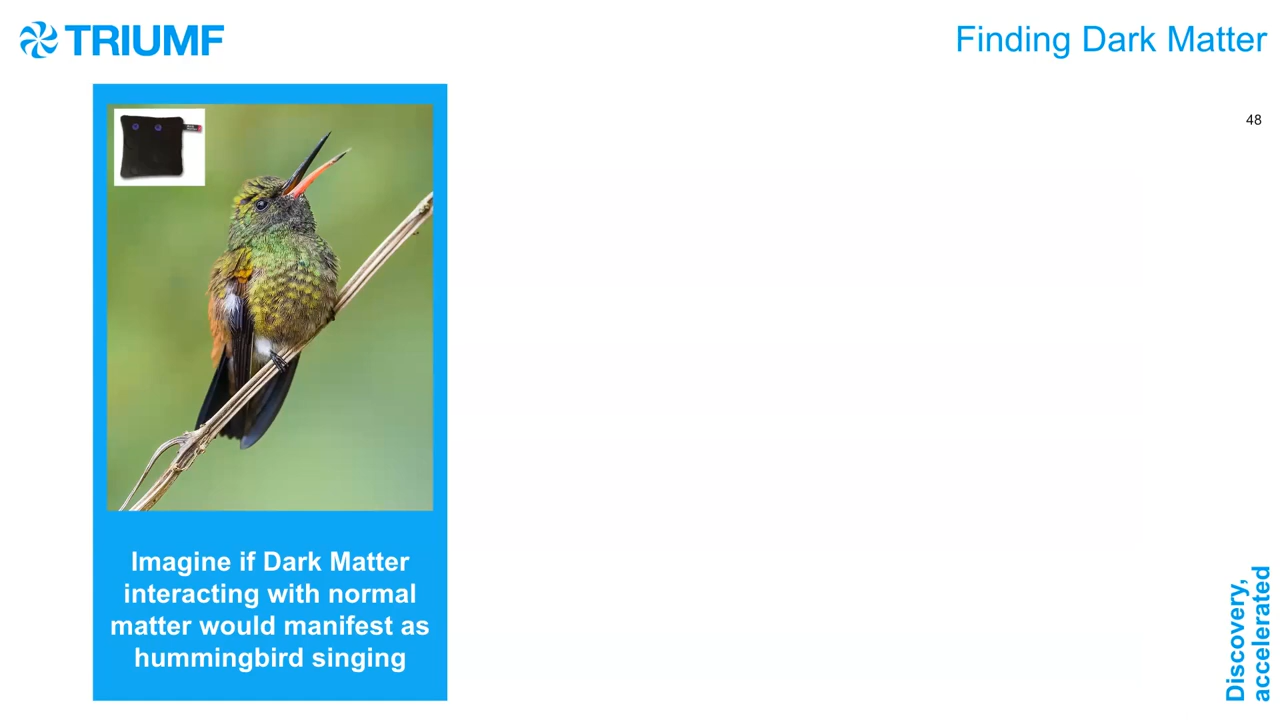 TRIUMF
Finding Dark Matter
48
Imagine if Dark Matter
interacting with normal
matter would manifest as
hummingbird singing
Discovery,
accelerated